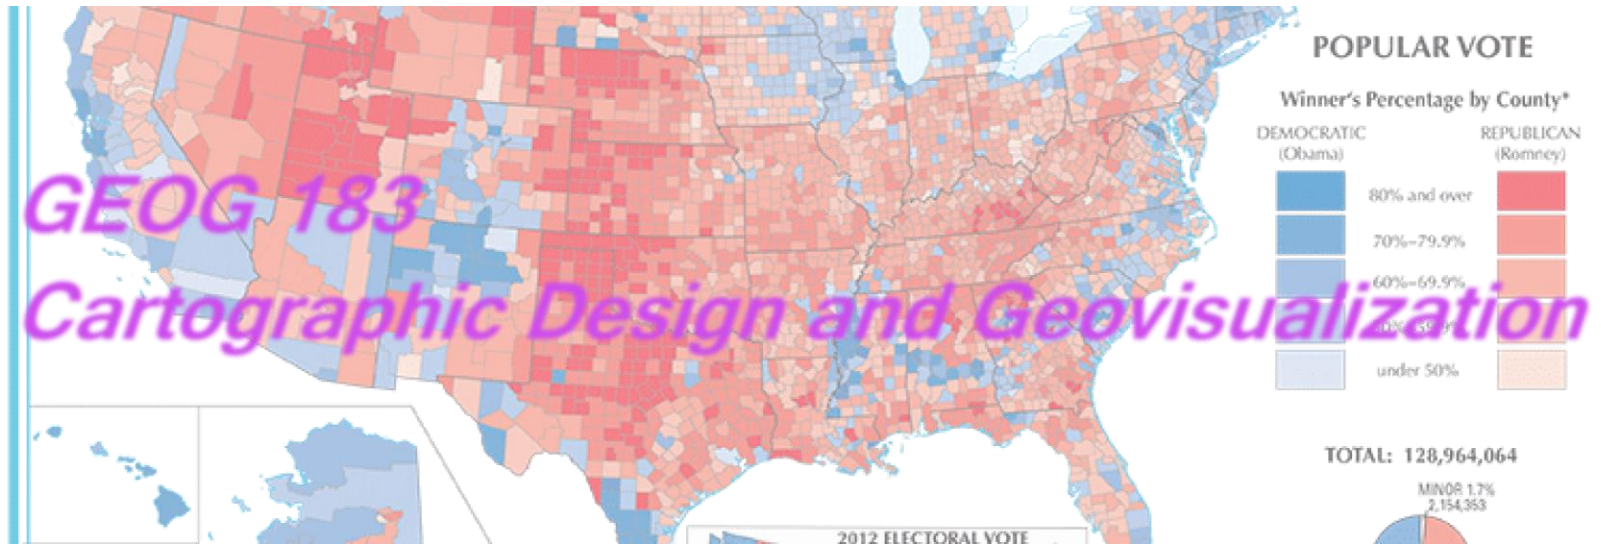 POPULAR VOTE
Winner's Percentage by County*
DEMOCRATIC REPUBLICAN
(Obama) (Romney)
80% and over
70%–79.9%
GEOG 183
60%–69.9%
Cartographic Design and Geovisualization
under 50%
TOTAL: 128,964,064
MINOR 1.7%
2,154,353
2012 ELECTORAL VOTE